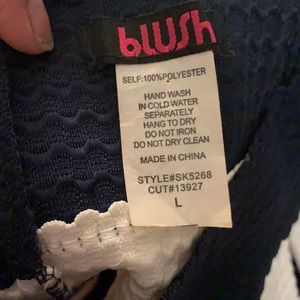 blush
SELF:100%POLYESTER
HAND WASH
IN COLD WATER
SEPARATELY
HANG TO DRY
DO NOT IRON
DO NOT DRY CLEAN
MADE IN CHINA
STYLE#SK5268
CUT#13927
L